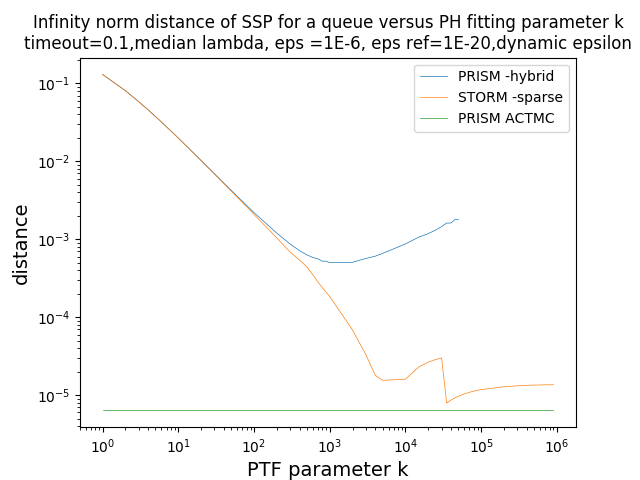 Infinity norm distance of SSP for a queue versus PH fitting parameter k
timeout=0.1,median lambda, eps =1E-6, eps ref=1E-20,dynamic epsilon
PRISM -hybrid
STORM -sparse
PRISM ACTMC
distance
10⁻¹
10⁻²
10⁻³
10⁻⁴
10⁻⁵
10⁰ 10¹ 10² 10³ 10⁴ 10⁵ 10⁶
PTF parameter k